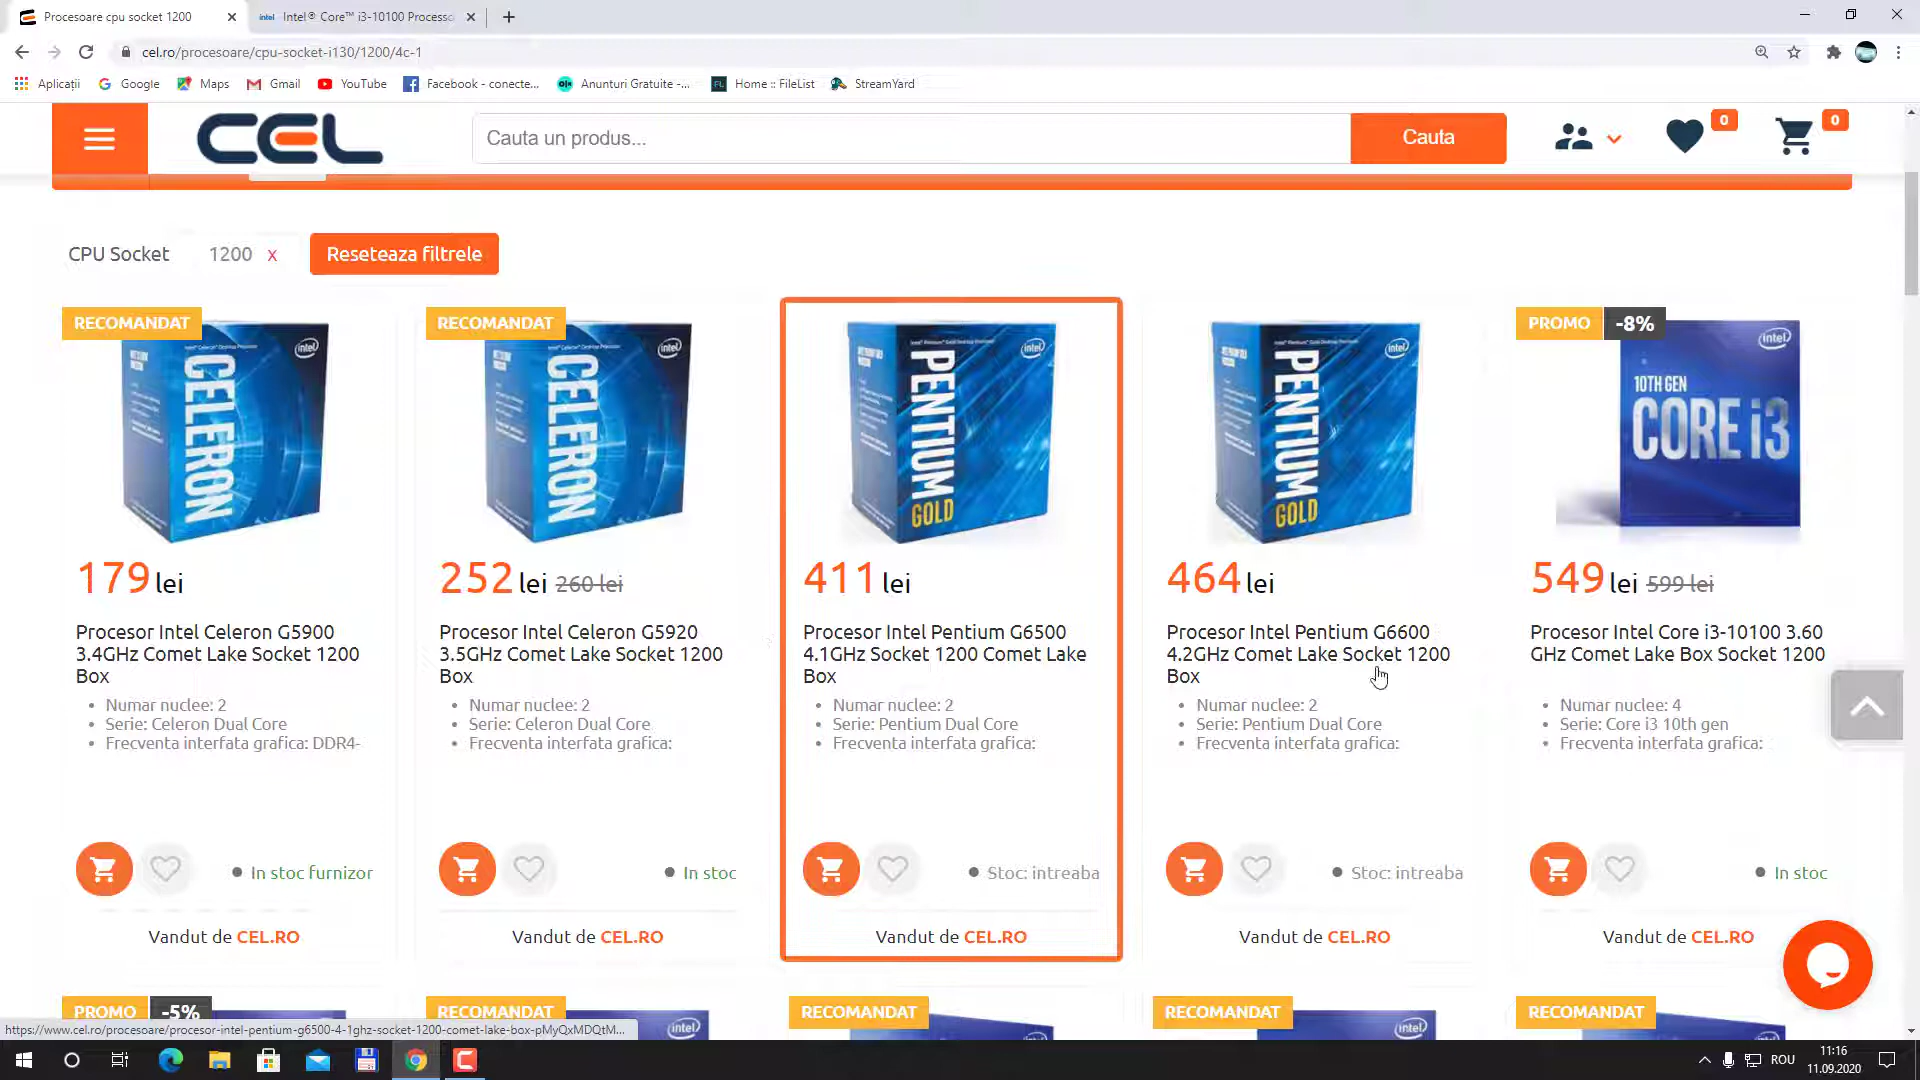 Procesoare cpu socket 1200
intel Intel® Core™ i3-10100 Processo
cel.ro/procesoare/cpu-socket-i130/1200/4c-1
Aplicații Google Maps Gmail YouTube Facebook - conecte... Anunturi Gratuite -... Home :: FileList StreamYard
CEL
Cauta un produs...
Cauta
0
0
CPU Socket 1200 x Reseteaza filtrele
RECOMANDAT
intel
CELERON
179 lei
Procesor Intel Celeron G5900
3.4GHz Comet Lake Socket 1200
Box
Numar nuclee: 2
Serie: Celeron Dual Core
Frecventa interfata grafica: DDR4-
In stoc furnizor
Vandut de CEL.RO
RECOMANDAT
intel
CELERON
252 lei 260 lei
Procesor Intel Celeron G5920
3.5GHz Comet Lake Socket 1200
Box
Numar nuclee: 2
Serie: Celeron Dual Core
Frecventa interfata grafica:
In stoc
Vandut de CEL.RO
intel
PENTIUM
GOLD
411 lei
Procesor Intel Pentium G6500
4.1GHz Socket 1200 Comet Lake
Box
Numar nuclee: 2
Serie: Pentium Dual Core
Frecventa interfata grafica:
Stoc: intreaba
Vandut de CEL.RO
intel
PENTIUM
GOLD
464 lei
Procesor Intel Pentium G6600
4.2GHz Comet Lake Socket 1200
Box
Numar nuclee: 2
Serie: Pentium Dual Core
Frecventa interfata grafica:
Stoc: intreaba
Vandut de CEL.RO
PROMO -8%
intel
10TH GEN
CORE i3
549 lei 599 lei
Procesor Intel Core i3-10100 3.60
GHz Comet Lake Box Socket 1200
Numar nuclee: 4
Serie: Core i3 10th gen
Frecventa interfata grafica:
In stoc
Vandut de CEL.RO
PROMO -5%
RECOMANDAT
intel
RECOMANDAT
RECOMANDAT
intel
RECOMANDAT
https://www.cel.ro/procesoare/procesor-intel-pentium-g6500-4-1ghz-socket-1200-comet-lake-box-pMyQxMDQtM...
ROU
11:16
11.09.2020